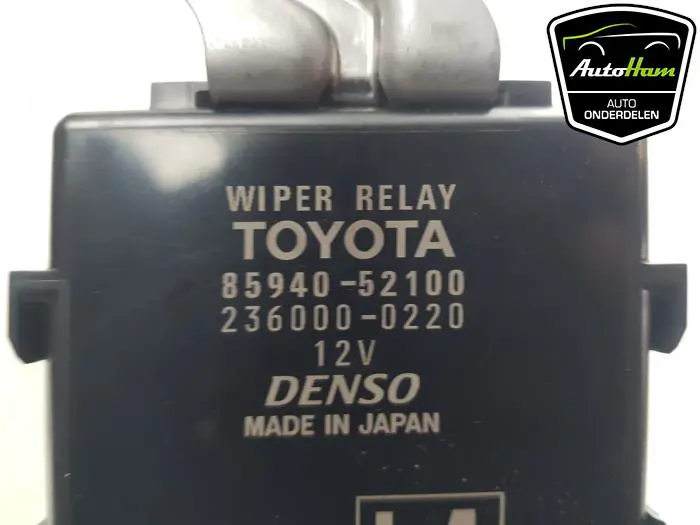 AutoHam
AUTO
ONDERDELEN
WIPER RELAY
TOYOTA
85940-52100
236000-0220
12V
DENSO
MADE IN JAPAN